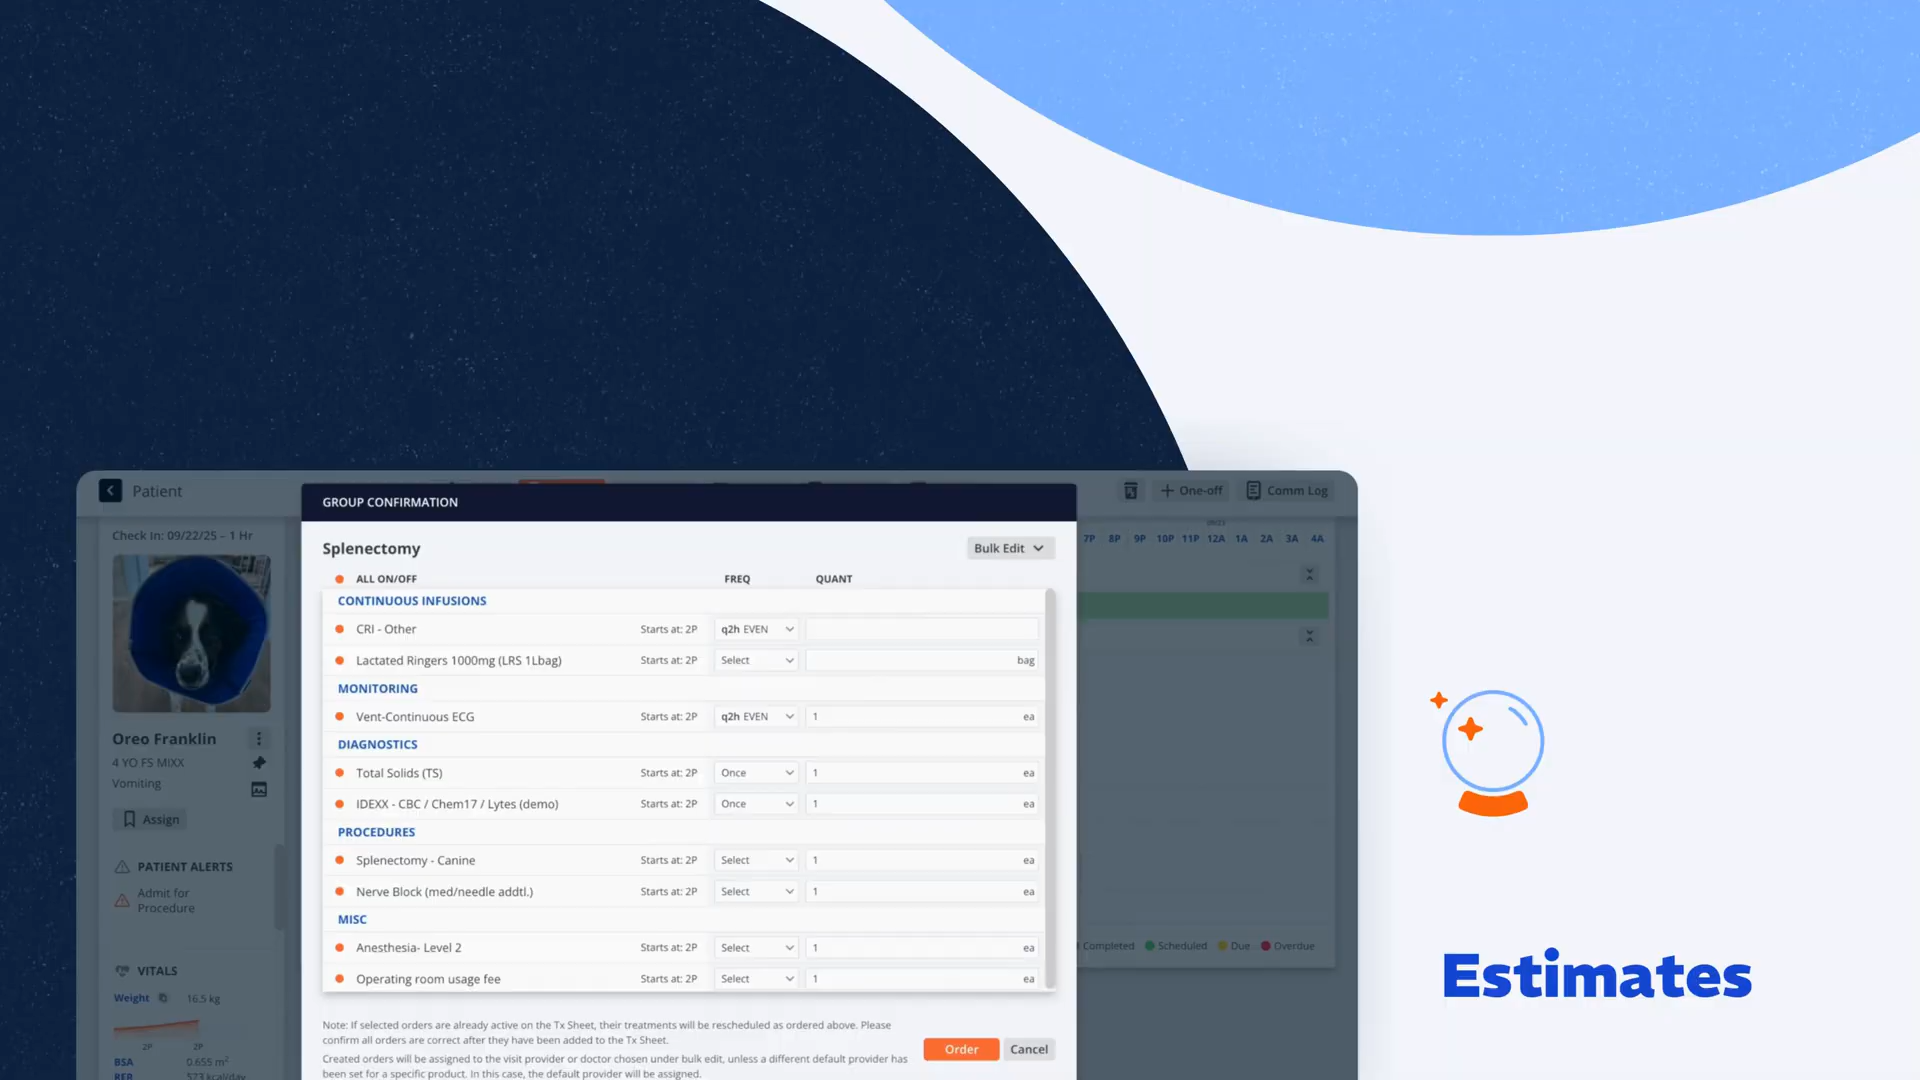 Patient
One-off
Comm Log
Check In: 09/22/25 – 1 Hr
Oreo Franklin
4 YO FS MIXX
Vomiting
Assign
PATIENT ALERTS
Admit for
Procedure
VITALS
Weight 16.5 kg
2P 2P
BSA 0.655 m²
RER 523 kcal/day
GROUP CONFIRMATION
Splenectomy
Bulk Edit
ALL ON/OFF FREQ QUANT
CONTINUOUS INFUSIONS
CRI - Other Starts at: 2P q2h EVEN
Lactated Ringers 1000mg (LRS 1Lbag) Starts at: 2P Select bag
MONITORING
Vent-Continuous ECG Starts at: 2P q2h EVEN 1 ea
DIAGNOSTICS
Total Solids (TS) Starts at: 2P Once 1 ea
IDEXX - CBC / Chem17 / Lytes (demo) Starts at: 2P Once 1 ea
PROCEDURES
Splenectomy - Canine Starts at: 2P Select 1 ea
Nerve Block (med/needle addtl.) Starts at: 2P Select 1 ea
MISC
Anesthesia- Level 2 Starts at: 2P Select 1 ea
Operating room usage fee Starts at: 2P Select 1 ea
Note: If selected orders are already active on the Tx Sheet, their treatments will be rescheduled as ordered above. Please
confirm all orders are correct after they have been added to the Tx Sheet.
Created orders will be assigned to the visit provider or doctor chosen under bulk edit, unless a different default provider has
been set for a specific product. In this case, the default provider will be assigned.
Order Cancel
7P 8P 9P 10P 11P 12A 1A 2A 3A 4A
Completed Scheduled Due Overdue
Estimates